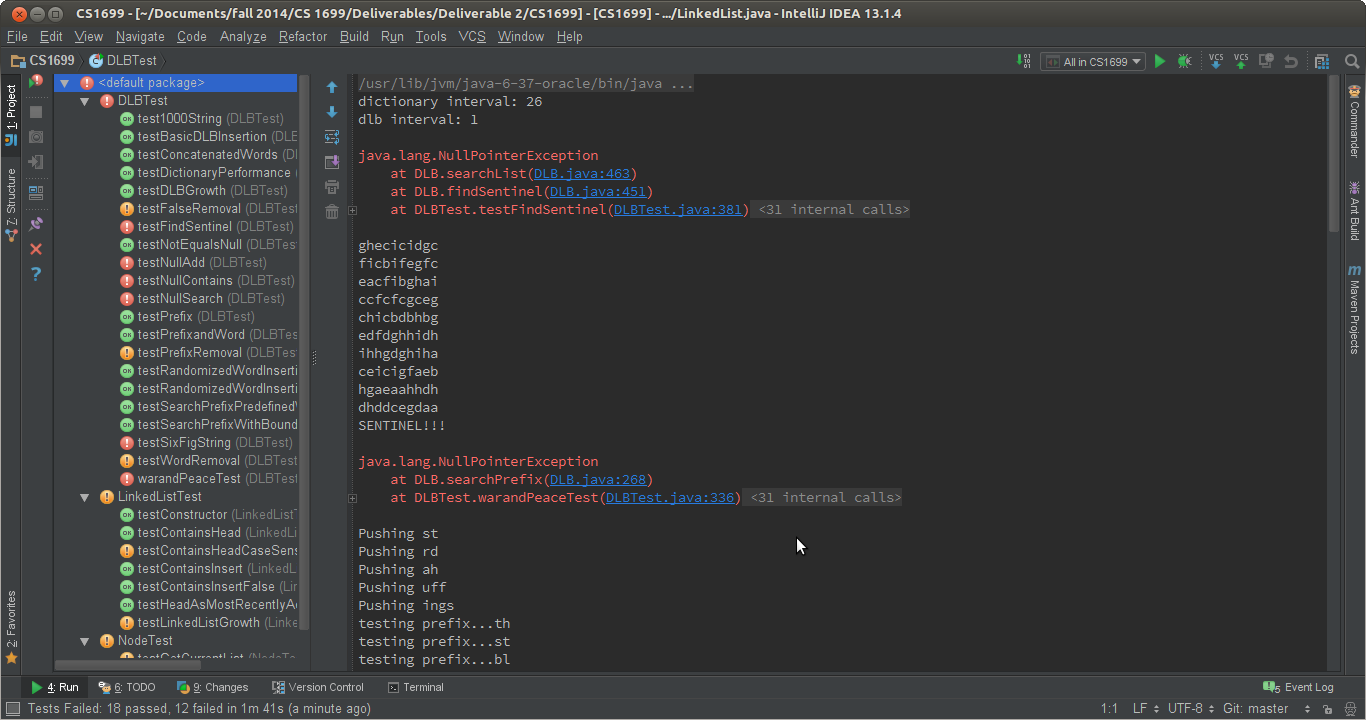 CS1699 - [~/Documents/fall 2014/CS 1699/Deliverables/Deliverable 2/CS1699] - [CS1699] - .../LinkedList.java - IntelliJ IDEA 13.1.4
File Edit View Navigate Code Analyze Refactor Build Run Tools VCS Window Help
CS1699 DLBTest All in CS1699 VCS VCS
1: Project
Z: Structure
2: Favorites
<default package>
DLBTest
test1000String (DLBTest)
testBasicDLBInsertion (DLE
testConcatenatedWords (Dl
testDictionaryPerformance
testDLBGrowth (DLBTest)
testFalseRemoval (DLBTest)
testFindSentinel (DLBTest)
testNotEqualsNull (DLBTes
testNullAdd (DLBTest)
testNullContains (DLBTest)
testNullSearch (DLBTest)
testPrefix (DLBTest)
testPrefixandWord (DLBTes
testPrefixRemoval (DLBTest
testRandomizedWordInserti
testRandomizedWordInserti
testSearchPrefixPredefined
testSearchPrefixWithBound
testSixFigString (DLBTest)
testWordRemoval (DLBTest
warandPeaceTest (DLBTest
LinkedListTest
testConstructor (LinkedListT
testContainsHead (LinkedLi
testContainsHeadCaseSens
testContainsInsert (LinkedL
testContainsInsertFalse (Lir
testHeadAsMostRecentlyA
testLinkedListGrowth (Linke
NodeTest
testGetCurrentList (NodeTe
/usr/lib/jvm/java-6-37-oracle/bin/java ...
dictionary interval: 26
dlb interval: 1
java.lang.NullPointerException
at DLB.searchList(DLB.java:463)
at DLB.findSentinel(DLB.java:451)
at DLBTest.testFindSentinel(DLBTest.java:381) <31 internal calls>
ghecicidgc
ficbifegfc
eacfibghai
ccfcfcgceg
chicbdbhbg
edfdghhidh
ihhgdghiha
ceicigfaeb
hgaeaahhdh
dhddcegdaa
SENTINEL!!!
java.lang.NullPointerException
at DLB.searchPrefix(DLB.java:268)
at DLBTest.warandPeaceTest(DLBTest.java:336) <31 internal calls>
Pushing st
Pushing rd
Pushing ah
Pushing uff
Pushing ings
testing prefix...th
testing prefix...st
testing prefix...bl
Commander
Ant Build
Maven Projects
4: Run 6: TODO 9: Changes Version Control Terminal Event Log
Tests Failed: 18 passed, 12 failed in 1m 41s (a minute ago) 1:1 LF UTF-8 Git: master